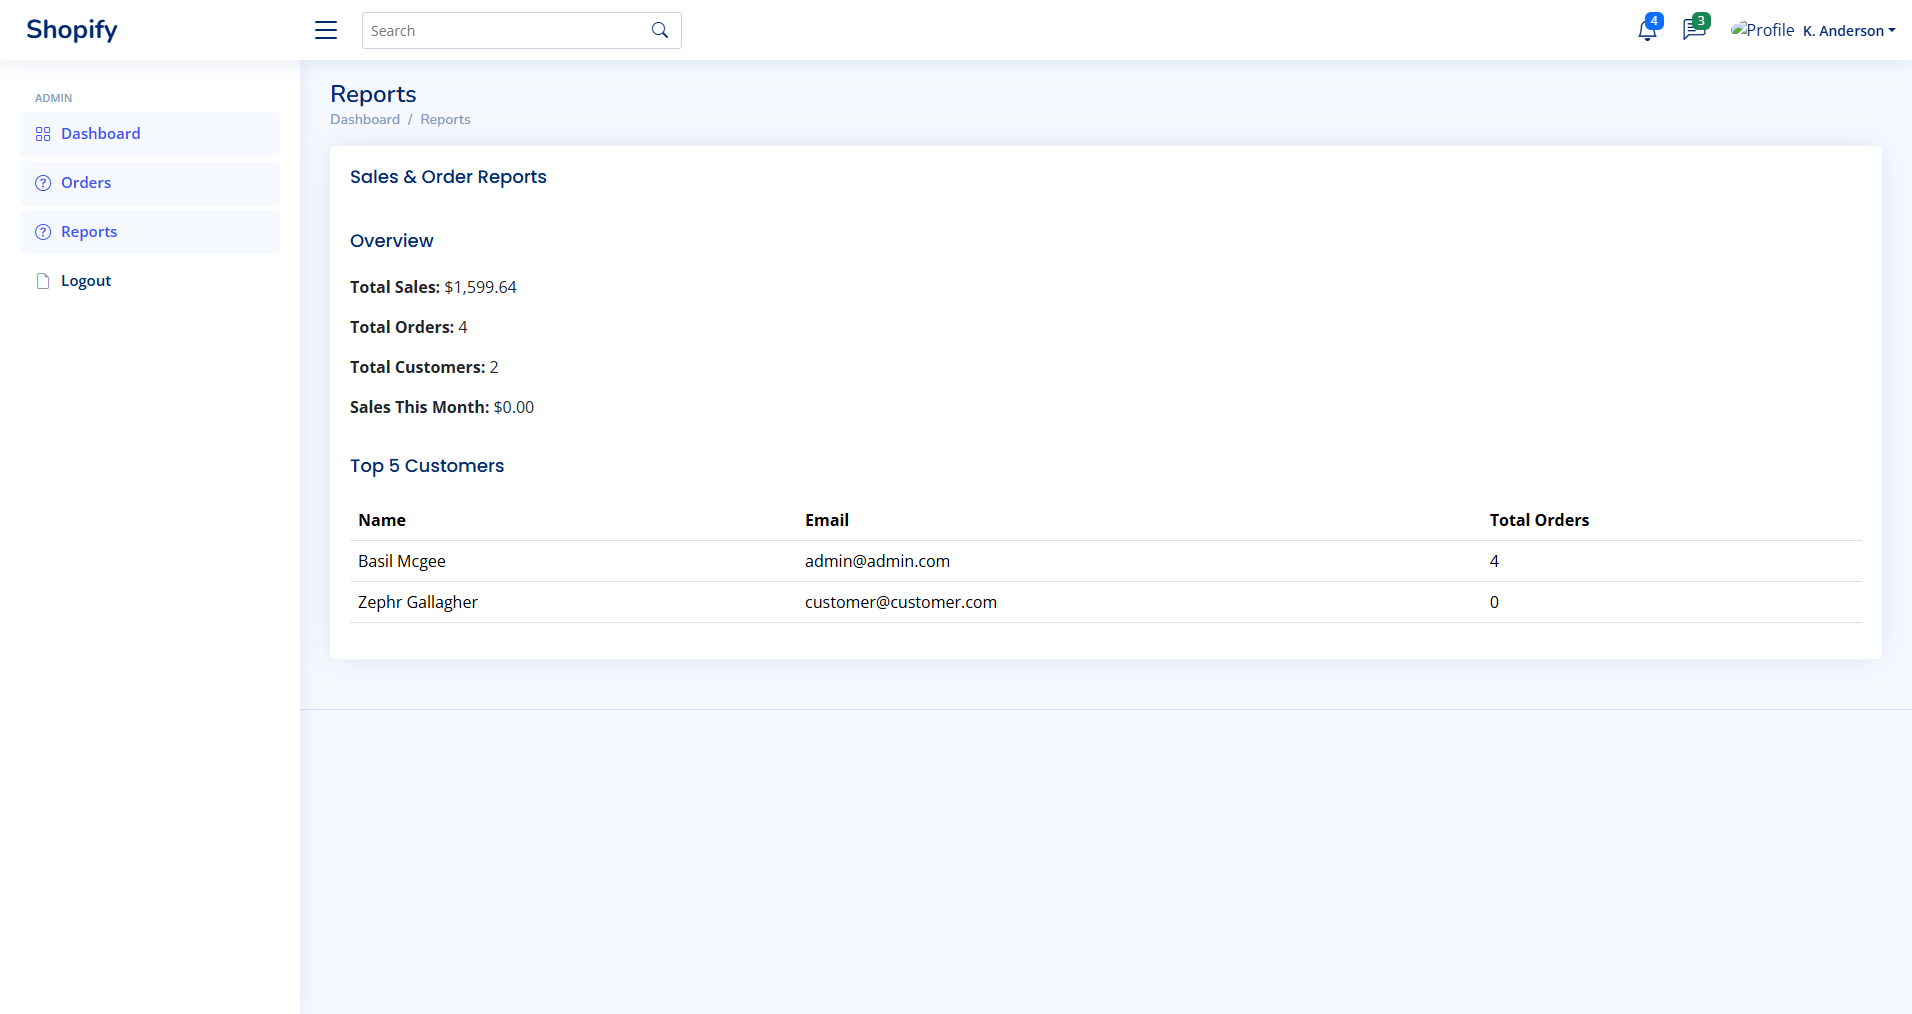 Shopify
Search
4
3
Profile K. Anderson
ADMIN
Dashboard
Orders
Reports
Logout
Reports
Dashboard / Reports
Sales & Order Reports
Overview
Total Sales: $1,599.64
Total Orders: 4
Total Customers: 2
Sales This Month: $0.00
Top 5 Customers
Name Email Total Orders
Basil Mcgee admin@admin.com 4
Zephr Gallagher customer@customer.com 0